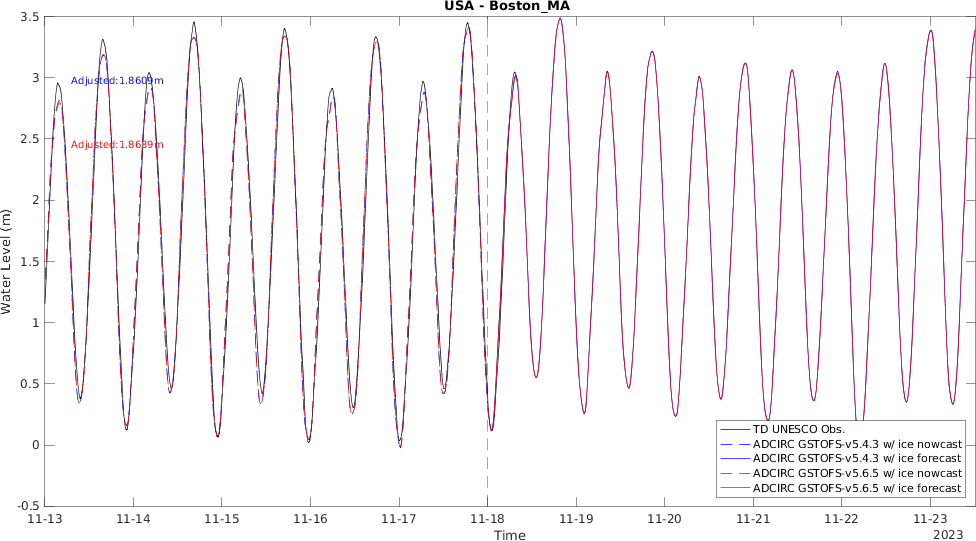 USA - Boston_MA
3.5
3
2.5
2
1.5
1
0.5
0
-0.5
Water Level (m)
Adjusted:1.8609m
Adjusted:1.8639m
TD UNESCO Obs.
ADCIRC GSTOFS-v5.4.3 w/ ice nowcast
ADCIRC GSTOFS-v5.4.3 w/ ice forecast
ADCIRC GSTOFS-v5.6.5 w/ ice nowcast
ADCIRC GSTOFS-v5.6.5 w/ ice forecast
11-13 11-14 11-15 11-16 11-17 11-18 11-19 11-20 11-21 11-22 11-23
Time
2023